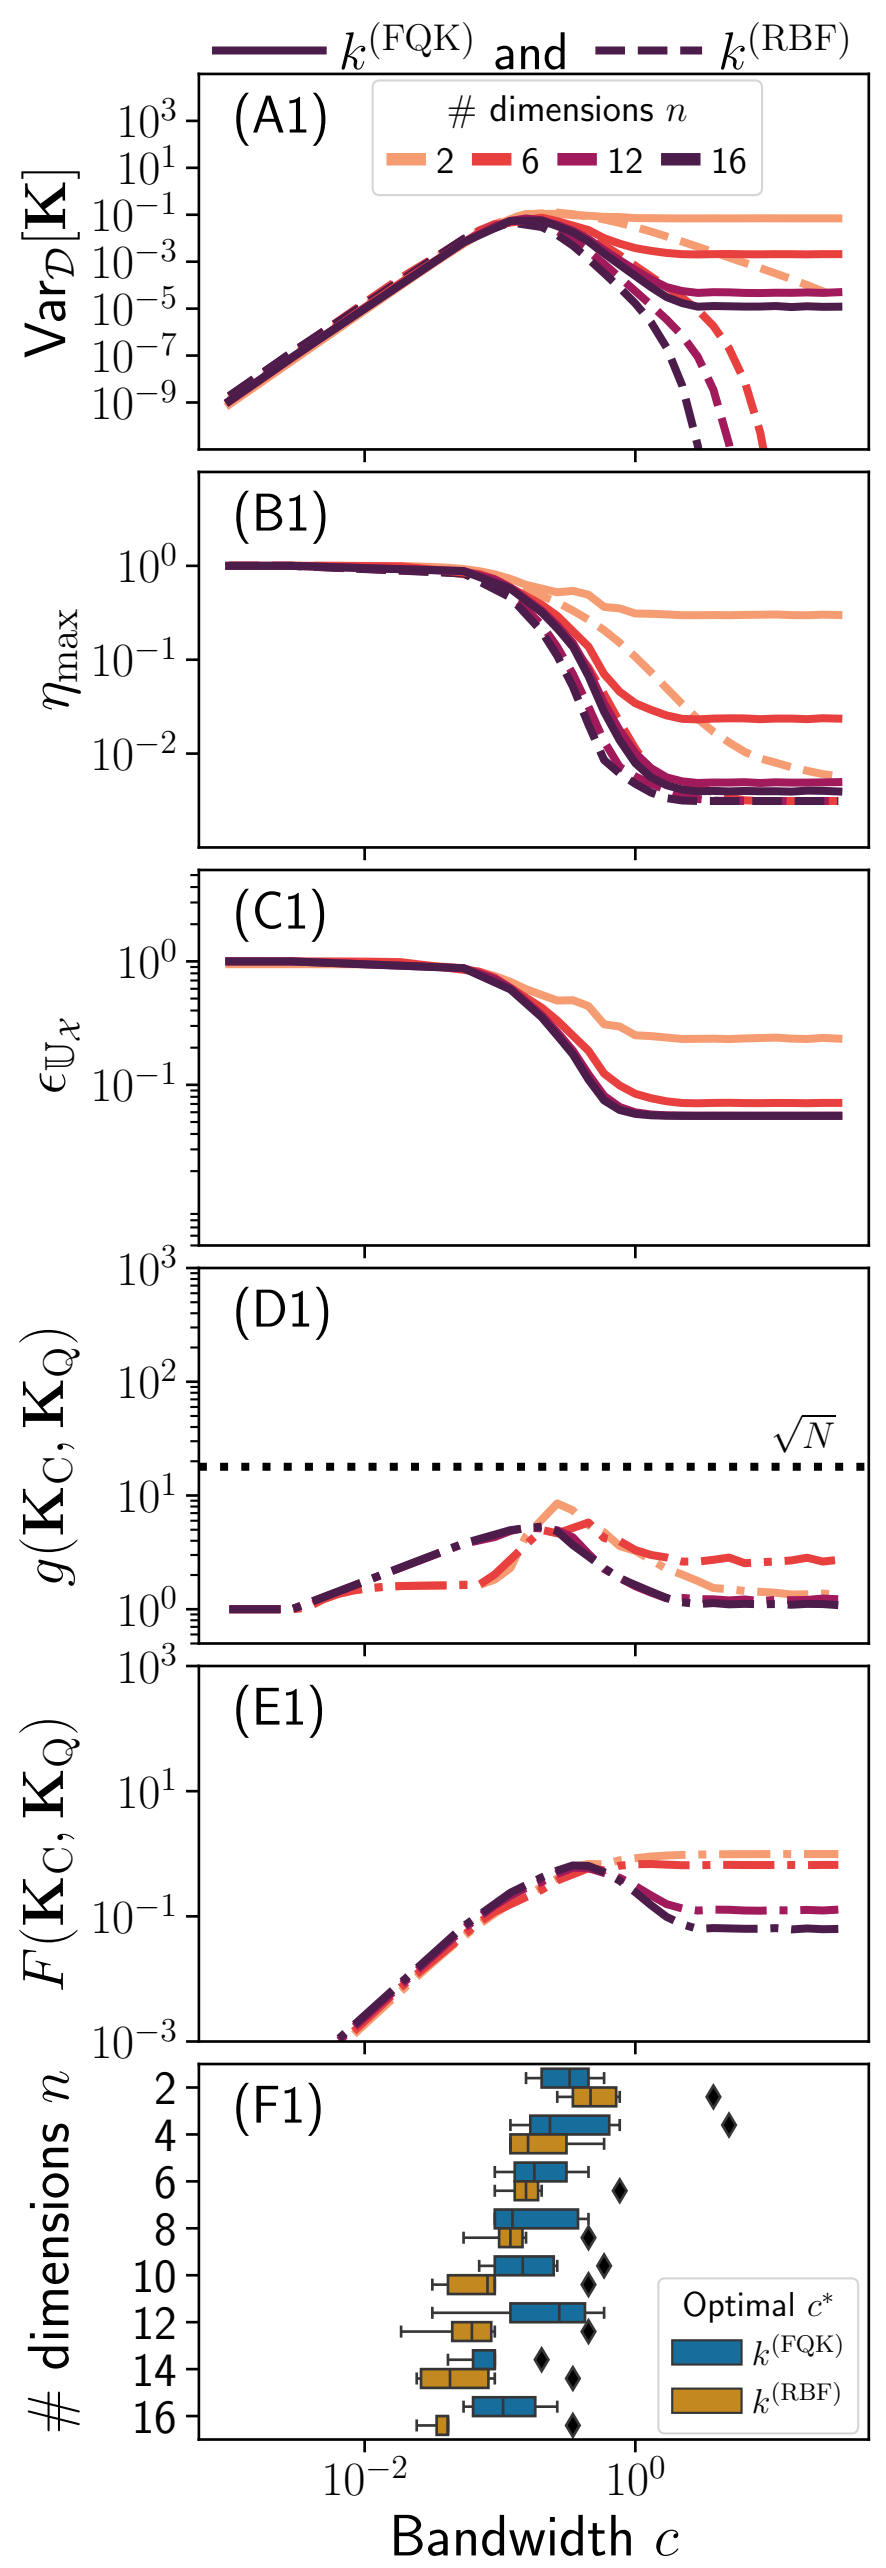 k^(FQK) and k^(RBF)
(A1)
# dimensions n
2 6 12 16
Var_𝒟[K]
10^3
10^1
10^−1
10^−3
10^−5
10^−7
10^−9
(B1)
η_max
10^0
10^−1
10^−2
(C1)
ϵ_𝕌_𝒳
10^0
10^−1
(D1)
g(K_C, K_Q)
10^3
10^2
10^1
10^0
√N
(E1)
F(K_C, K_Q)
10^3
10^1
10^−1
10^−3
(F1)
# dimensions n
2
4
6
8
10
12
14
16
Optimal c*
k^(FQK)
k^(RBF)
10^−2 10^0
Bandwidth c